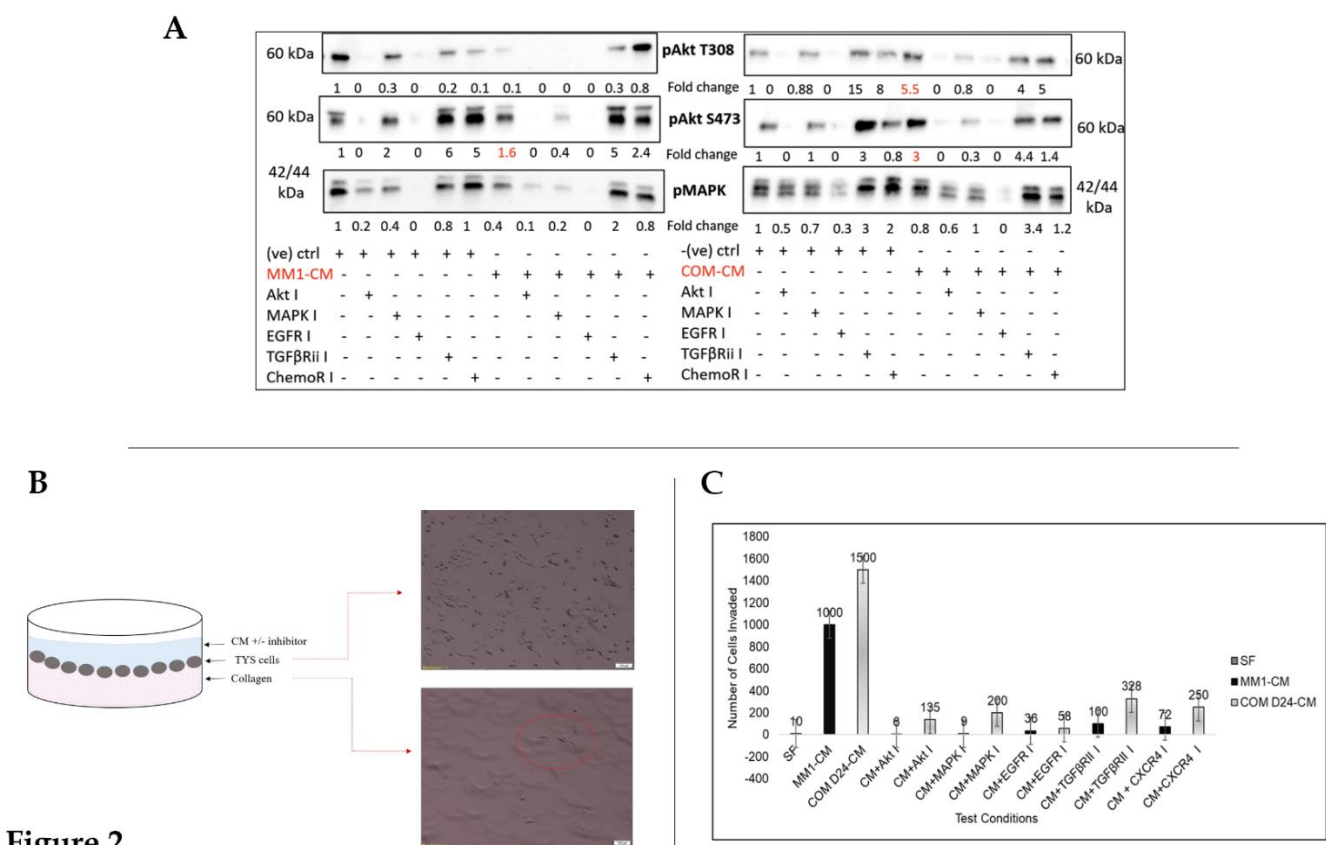 A
60 kDa pAkt T308 60 kDa
1 0 0.3 0 0.2 0.1 0.1 0 0 0 0.3 0.8 Fold change 1 0 0.88 0 15 8 5.5 0 0.8 0 4 5
60 kDa pAkt S473 60 kDa
1 0 2 0 6 5 1.6 0 0.4 0 5 2.4 Fold change 1 0 1 0 3 0.8 3 0 0.3 0 4.4 1.4
42/44 kDa pMAPK 42/44 kDa
1 0.2 0.4 0 0.8 1 0.4 0.1 0.2 0 2 0.8 Fold change 1 0.5 0.7 0.3 3 2 0.8 0.6 1 0 3.4 1.2
(ve) ctrl + + + + + + - - - - - - -(ve) ctrl + + + + + + - - - - - -
MM1-CM - - - - - - + + + + + + COM-CM - - - - - - + + + + + +
Akt I - + - - - - - + - - - - Akt I - + - - - - - + - - - -
MAPK I - - + - - - - - + - - - MAPK I - - + - - - - - + - - -
EGFR I - - - + - - - - - + - - EGFR I - - - + - - - - - + - -
TGFβRii I - - - - + - - - - - + - TGFβRii I - - - - + - - - - - + -
ChemoR I - - - - - + - - - - - + ChemoR I - - - - - + - - - - - +
B
CM +/- inhibitor
TYS cells
Collagen
C
Number of Cells Invaded
1800
1600
1400
1200
1000
800
600
400
200
0
-200
-400
10 1000 1500 6 135 9 200 36 58 100 328 72 250
SF
MM1-CM
COM D24-CM
CM+Akt I
CM+Akt I
CM+MAPK I
CM+MAPK I
CM+EGFR I
CM+EGFR I
CM+TGFβRII I
CM+TGFβRII I
CM + CXCR4 I
CM+CXCR4 I
Test Conditions
SF
MM1-CM
COM D24-CM
Figure 2